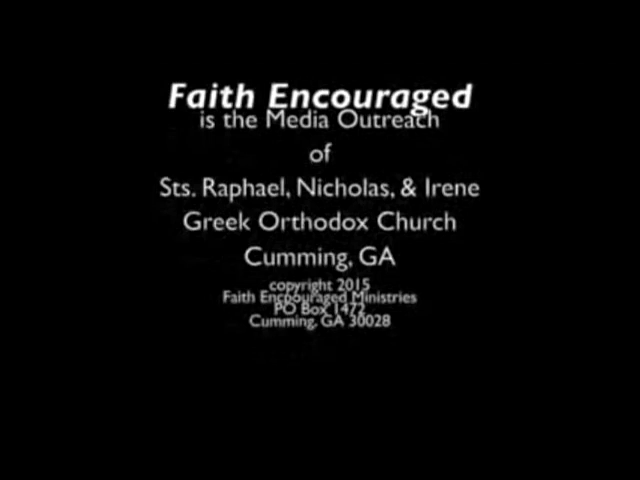 Faith Encouraged
is the Media Outreach
of
Sts. Raphael, Nicholas, & Irene
Greek Orthodox Church
Cumming, GA
copyright 2015
Faith Encpouraged Ministries
PO Box 1472
Cumming, GA 30028